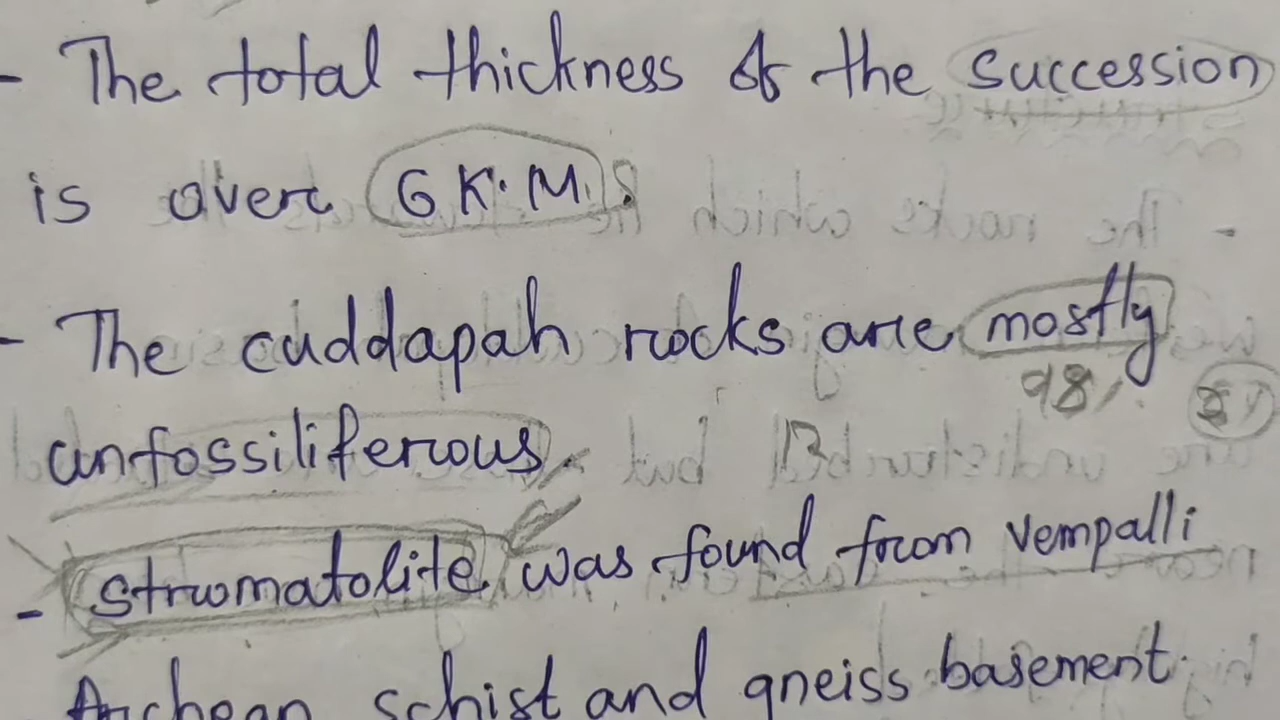 - The total thickness of the succession
is over 6 K.M.
- The cuddapah rocks are mostly
98%
unfossiliferous.
- stromatolite was found from vempalli
Archean schist and gneiss basement.